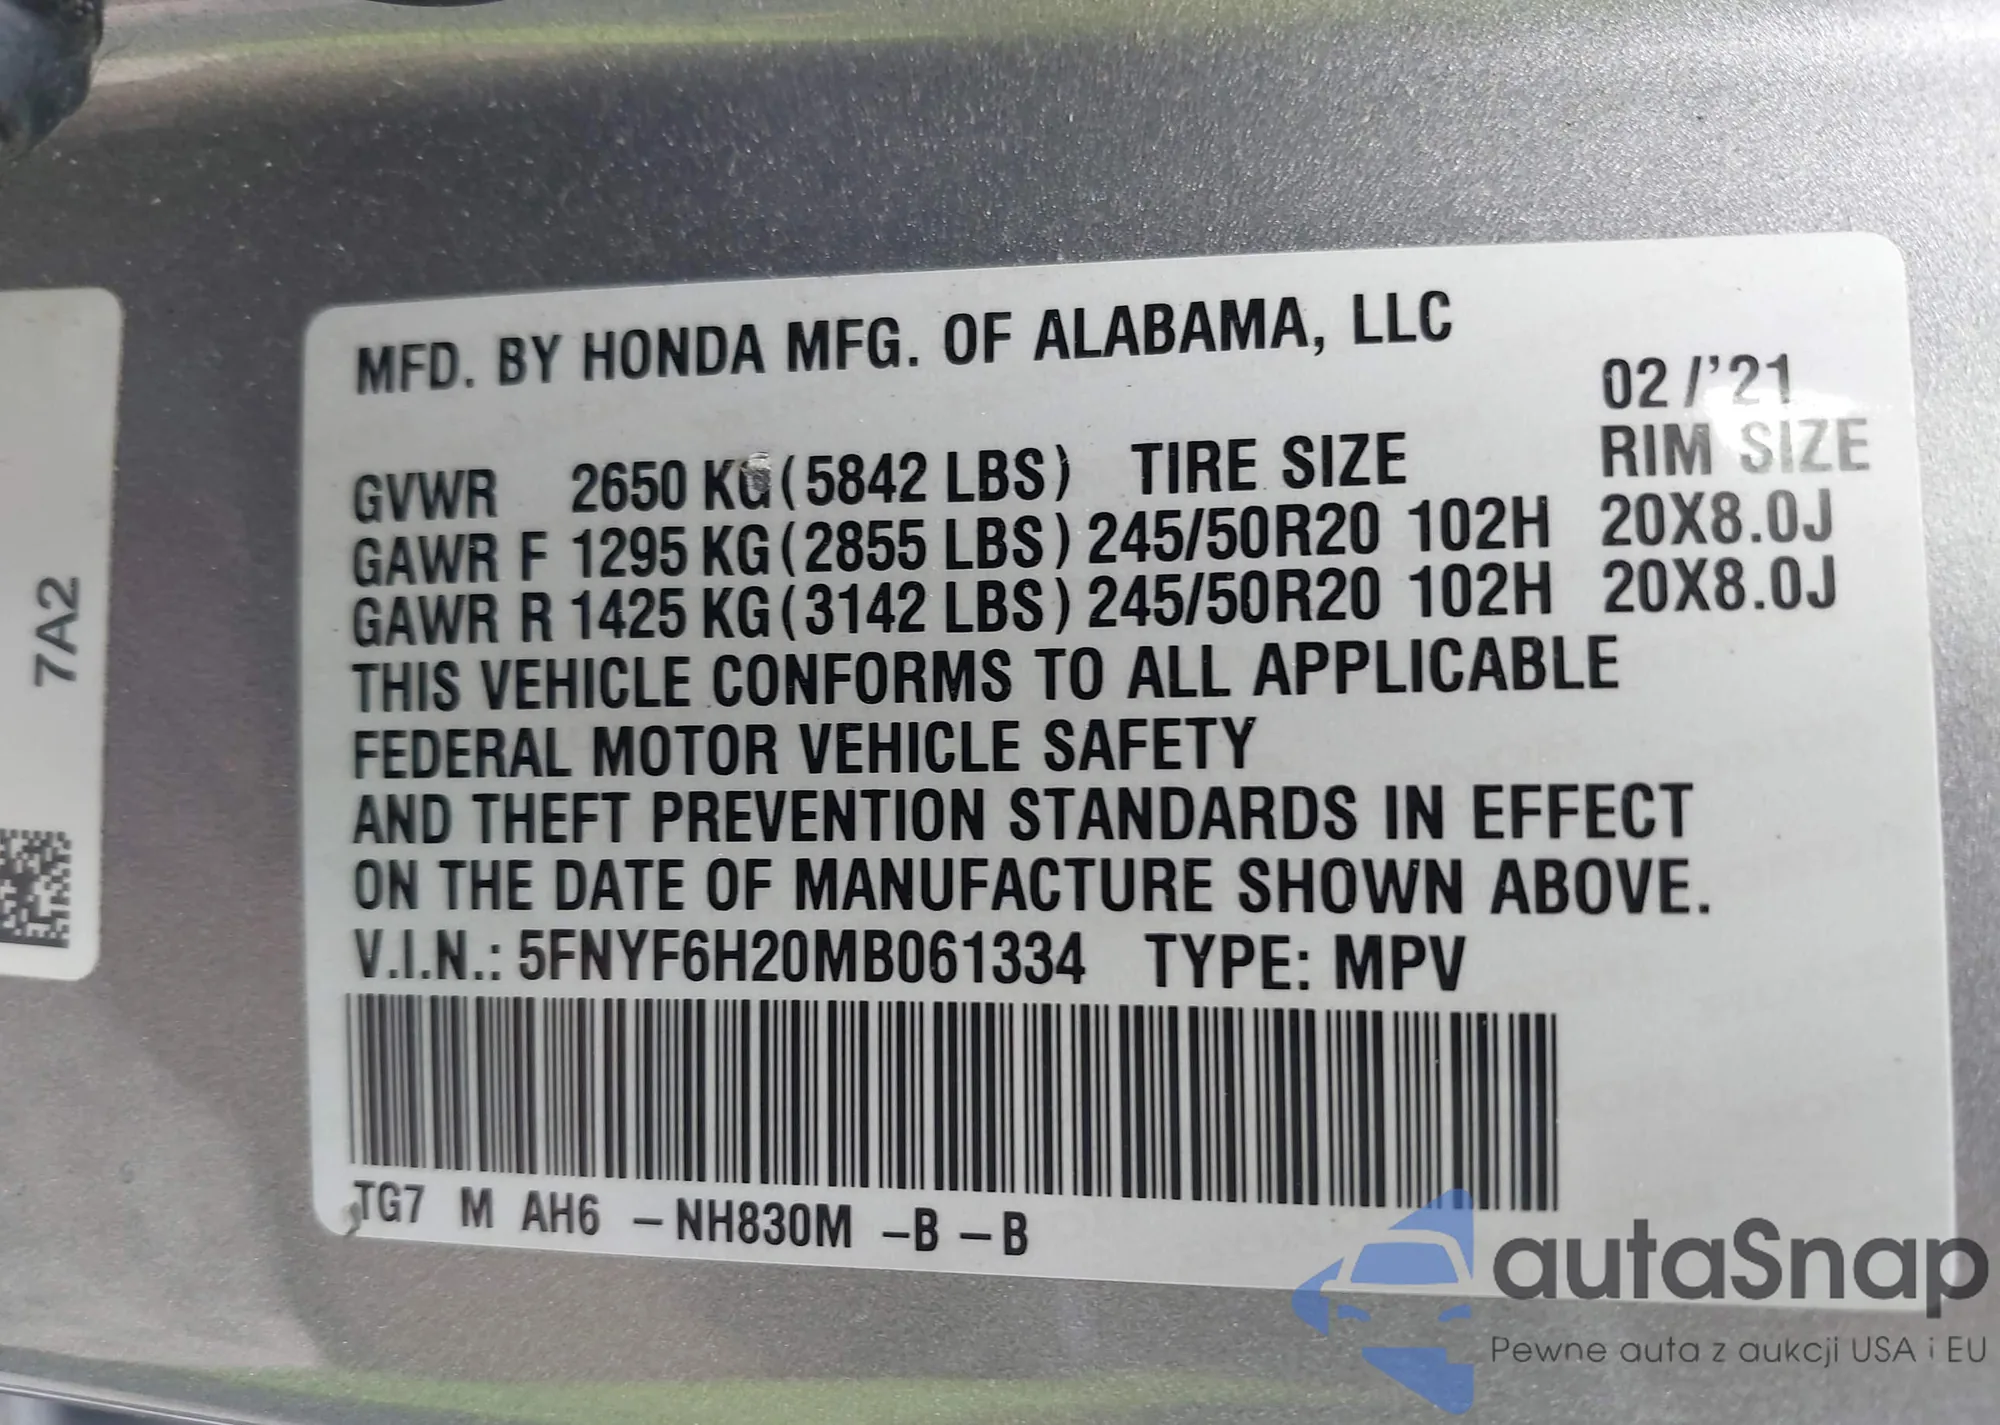 MFD. BY HONDA MFG. OF ALABAMA, LLC
02 /'21
GVWR 2650 KG (5842 LBS) TIRE SIZE RIM SIZE
GAWR F 1295 KG (2855 LBS) 245/50R20 102H 20X8.0J
GAWR R 1425 KG (3142 LBS) 245/50R20 102H 20X8.0J
THIS VEHICLE CONFORMS TO ALL APPLICABLE
FEDERAL MOTOR VEHICLE SAFETY
AND THEFT PREVENTION STANDARDS IN EFFECT
ON THE DATE OF MANUFACTURE SHOWN ABOVE.
V.I.N.: 5FNYF6H20MB061334 TYPE: MPV
TG7 M AH6 – NH830M –B – B
7A2
autaSnap
Pewne auta z aukcji USA i EU